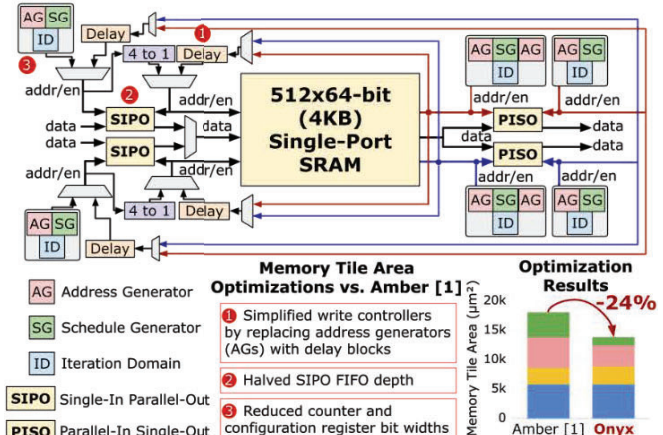 AG SG
ID
3
Delay
1
4 to 1
Delay
addr/en
2
addr/en
SIPO
data
data
data
SIPO
addr/en
addr/en
4 to 1
Delay
AG SG
ID
Delay
512x64-bit
(4KB)
Single-Port
SRAM
AG SG AG
ID
AG SG
ID
addr/en
addr/en
PISO
data
data
PISO
data
addr/en
addr/en
AG SG AG
ID
AG SG
ID
AG Address Generator
SG Schedule Generator
ID Iteration Domain
SIPO Single-In Parallel-Out
PISO Parallel-In Single-Out
Memory Tile Area
Optimizations vs. Amber [1]
1 Simplified write controllers
by replacing address generators
(AGs) with delay blocks
2 Halved SIPO FIFO depth
3 Reduced counter and
configuration register bit widths
Optimization
Results
-24%
Memory Tile Area (µm²)
20k
15k
10k
5k
0
Amber [1] Onyx